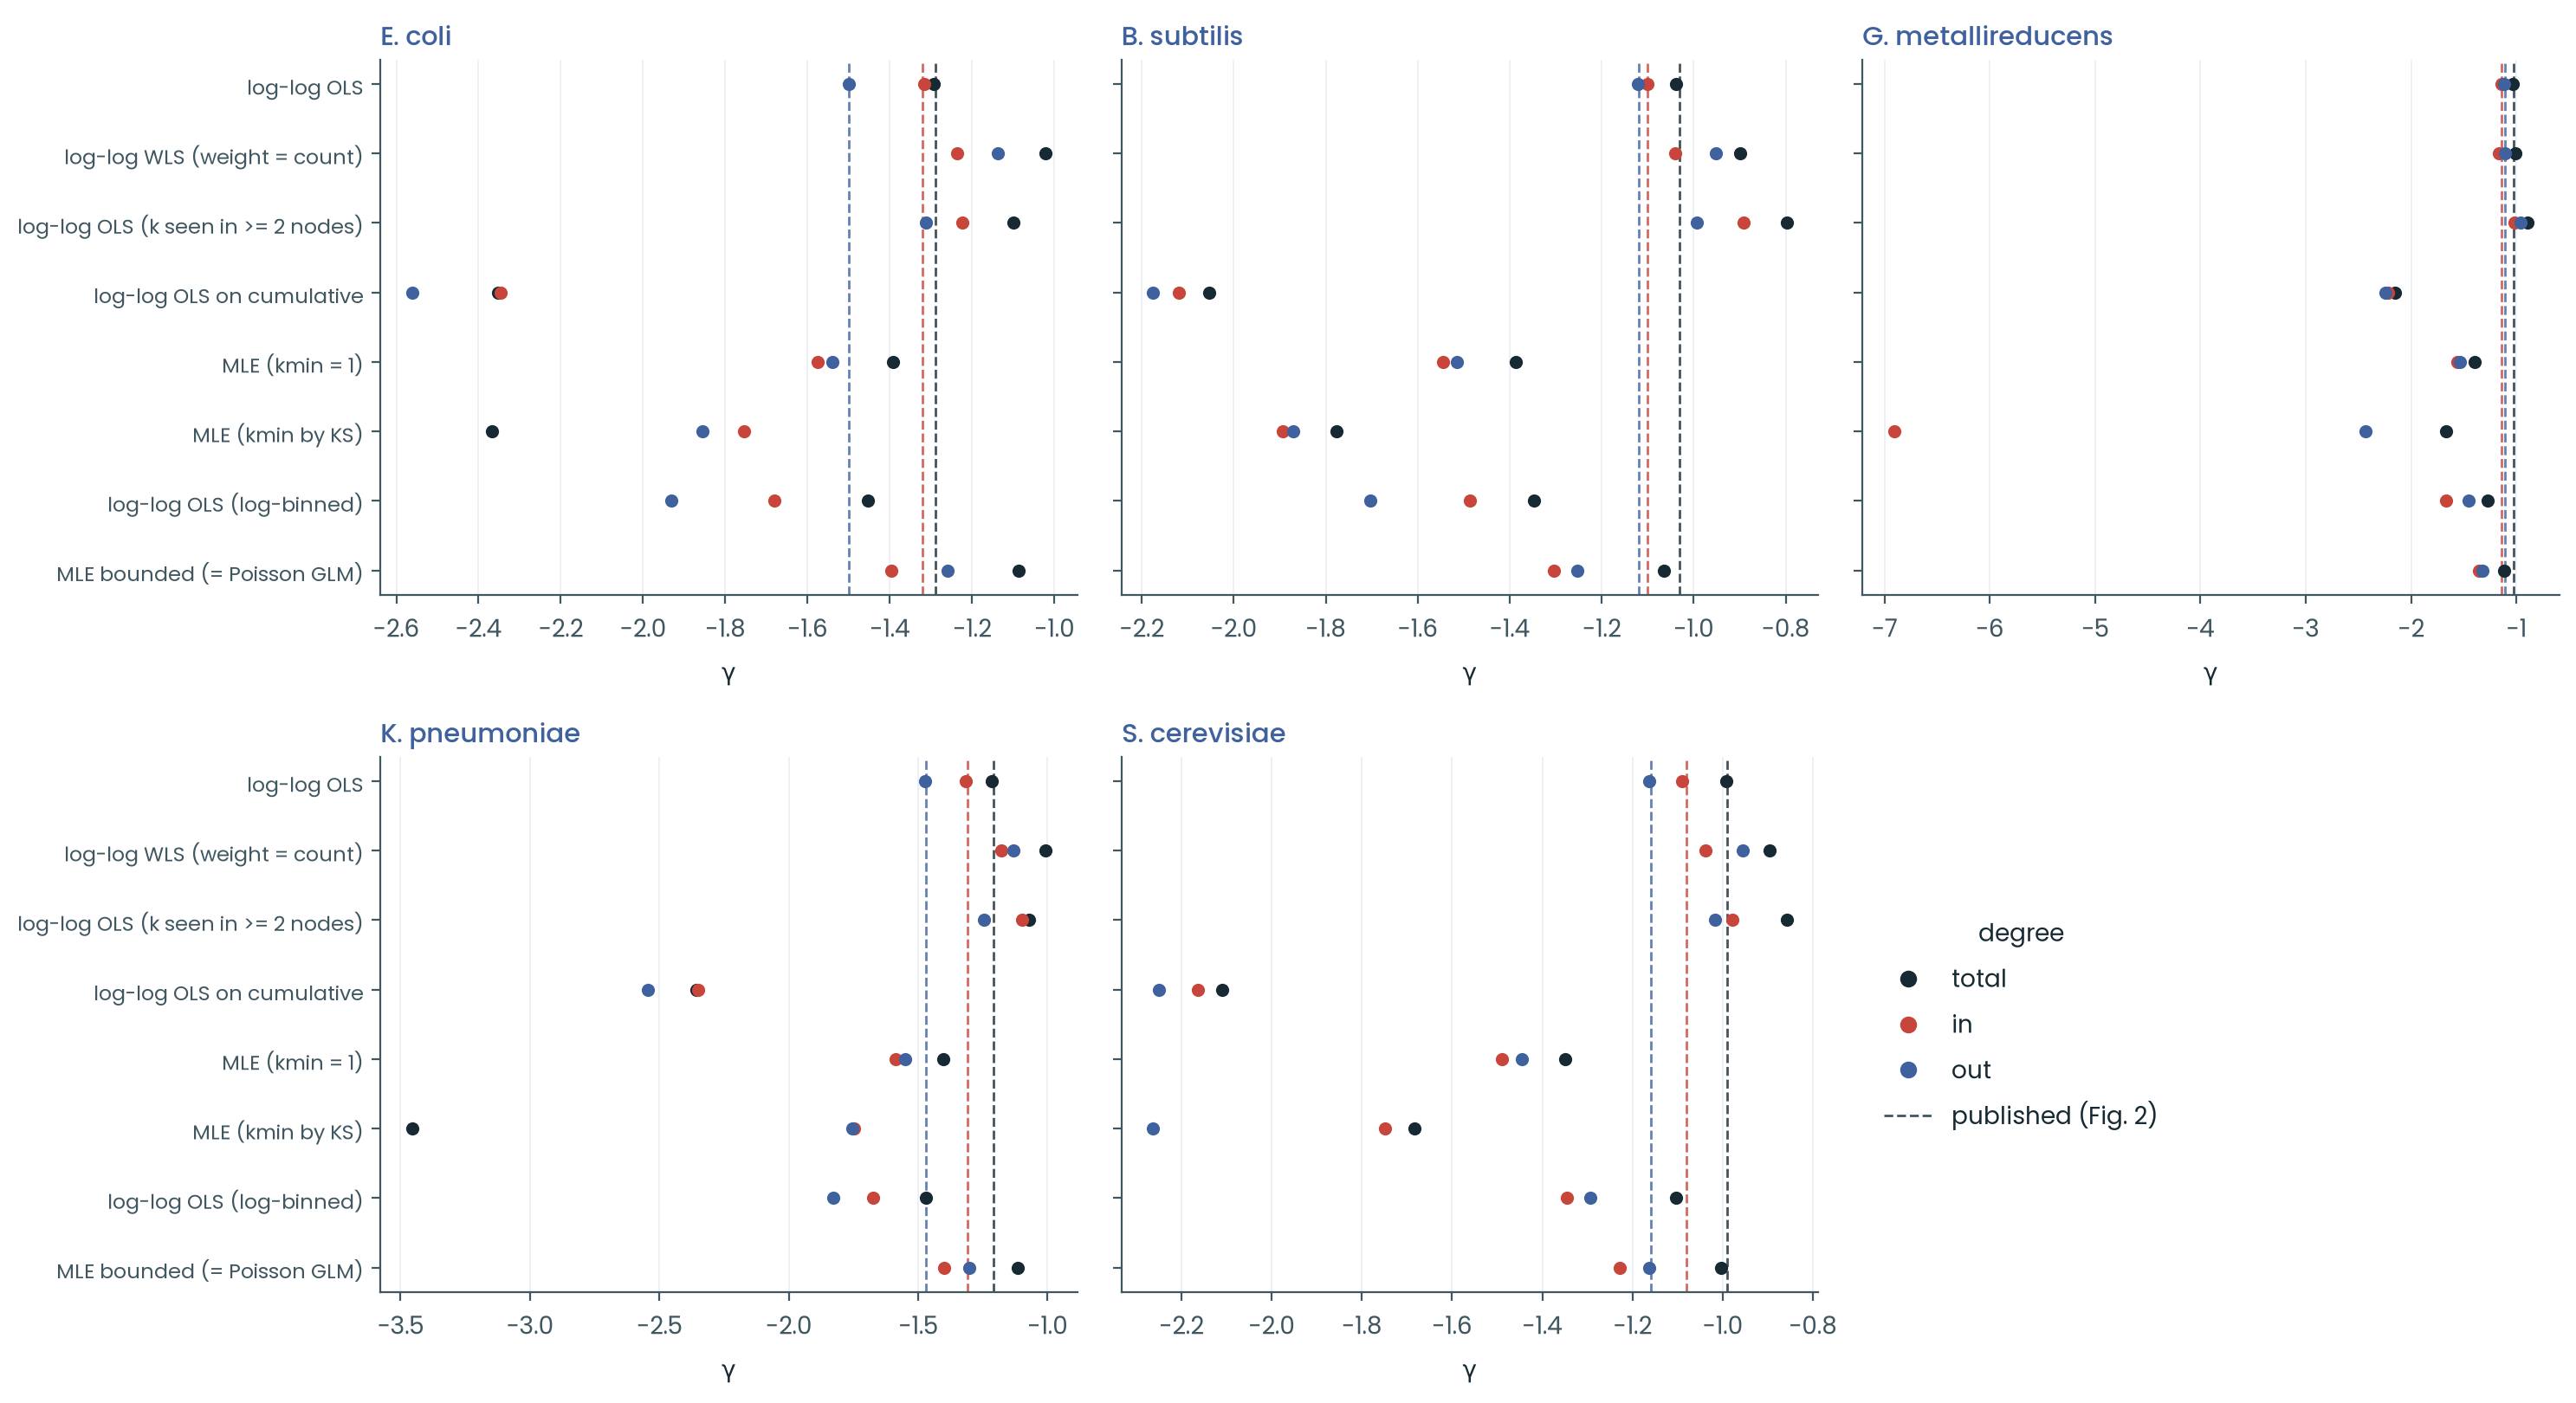 E. coli
B. subtilis
G. metallireducens
log-log OLS
log-log WLS (weight = count)
log-log OLS (k seen in >= 2 nodes)
log-log OLS on cumulative
MLE (kmin = 1)
MLE (kmin by KS)
log-log OLS (log-binned)
MLE bounded (= Poisson GLM)
−2.6 −2.4 −2.2 −2.0 −1.8 −1.6 −1.4 −1.2 −1.0
−2.2 −2.0 −1.8 −1.6 −1.4 −1.2 −1.0 −0.8
−7 −6 −5 −4 −3 −2 −1
γ
γ
γ
K. pneumoniae
S. cerevisiae
log-log OLS
log-log WLS (weight = count)
log-log OLS (k seen in >= 2 nodes)
log-log OLS on cumulative
MLE (kmin = 1)
MLE (kmin by KS)
log-log OLS (log-binned)
MLE bounded (= Poisson GLM)
−3.5 −3.0 −2.5 −2.0 −1.5 −1.0
−2.2 −2.0 −1.8 −1.6 −1.4 −1.2 −1.0 −0.8
γ
γ
degree
total
in
out
published (Fig. 2)